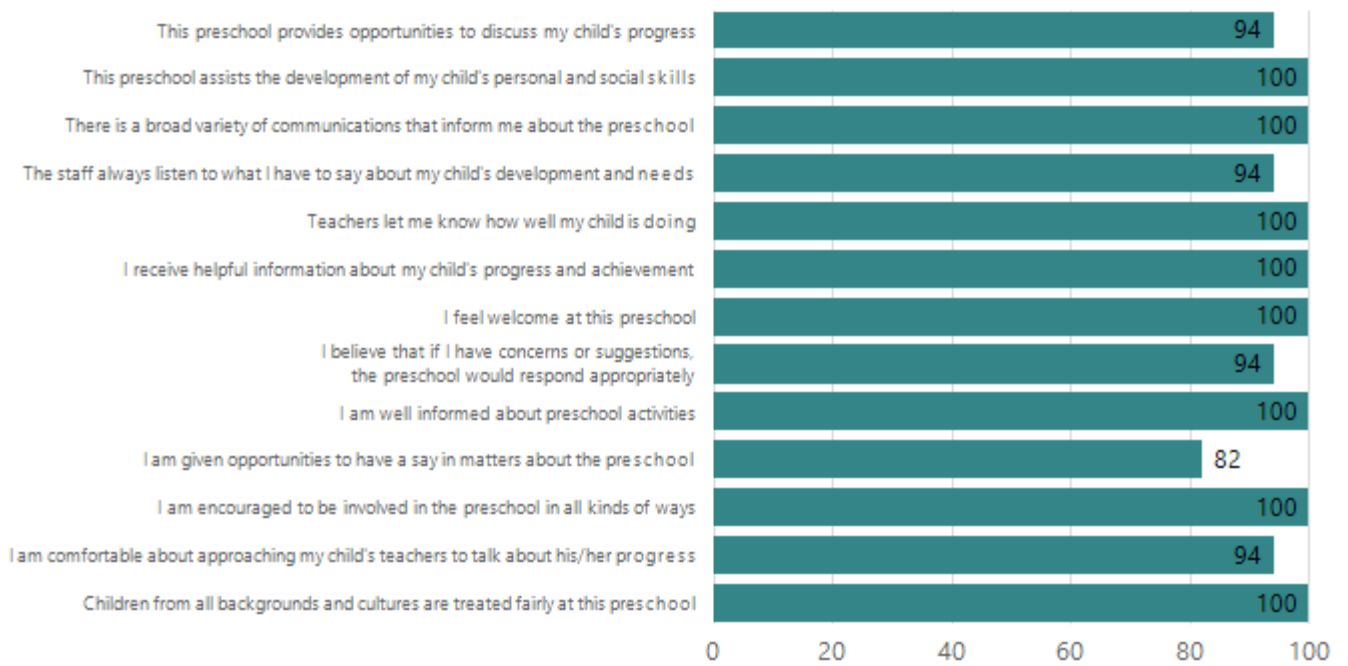 This preschool provides opportunities to discuss my child's progress 94
This preschool assists the development of my child's personal and social skills 100
There is a broad variety of communications that inform me about the preschool 100
The staff always listen to what I have to say about my child's development and needs 94
Teachers let me know how well my child is doing 100
I receive helpful information about my child's progress and achievement 100
I feel welcome at this preschool 100
I believe that if I have concerns or suggestions,
the preschool would respond appropriately 94
I am well informed about preschool activities 100
I am given opportunities to have a say in matters about the preschool 82
I am encouraged to be involved in the preschool in all kinds of ways 100
I am comfortable about approaching my child's teachers to talk about his/her progress 94
Children from all backgrounds and cultures are treated fairly at this preschool 100
0 20 40 60 80 100